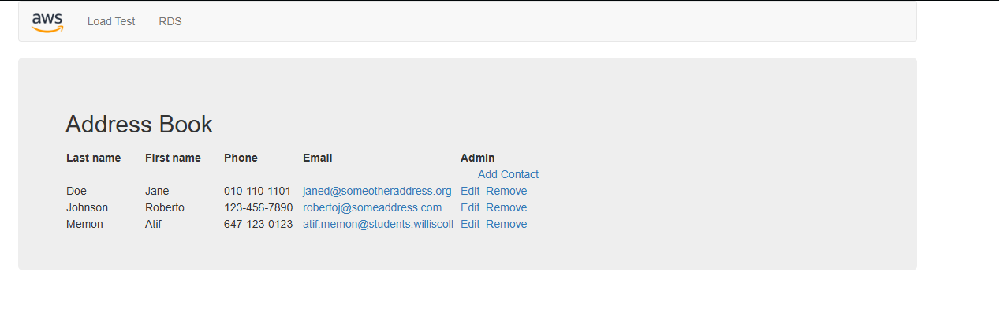 aws Load Test RDS
Address Book
Last name First name Phone Email Admin
Add Contact
Doe Jane 010-110-1101 janed@someotheraddress.org Edit Remove
Johnson Roberto 123-456-7890 robertoj@someaddress.com Edit Remove
Memon Atif 647-123-0123 atif.memon@students.williscoll Edit Remove